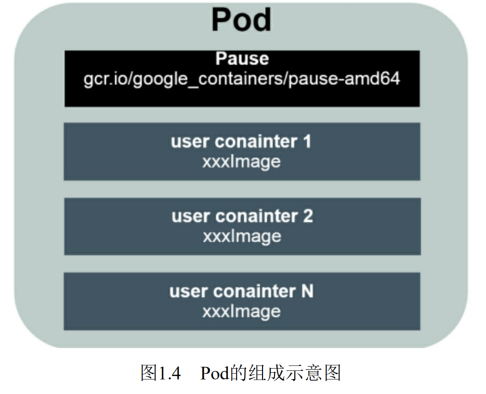 Pod
Pause
gcr.io/google_containers/pause-amd64
user conainter 1
xxxImage
user conainter 2
xxxImage
user conainter N
xxxImage
图1.4 Pod的组成示意图